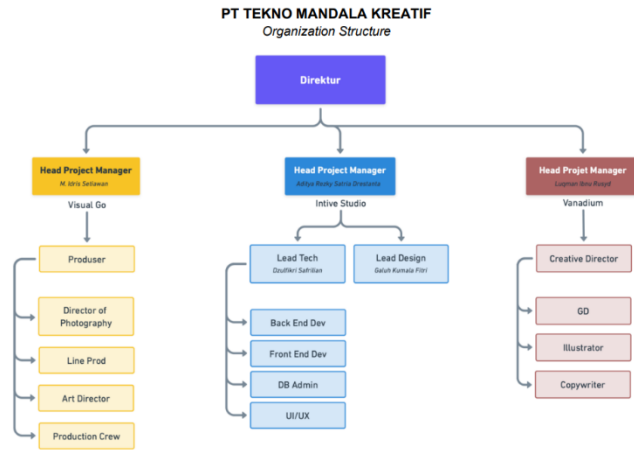 PT TEKNO MANDALA KREATIF
Organization Structure
Direktur
Head Project Manager
M. Idris Setiawan
Visual Go
Produser
Director of
Photography
Line Prod
Art Director
Production Crew
Head Project Manager
Aditya Rezky Satria
Intive Studio
Lead Tech
Dzulfikri Safrilian
Lead Design
Galuh Kumala Fitri
Back End Dev
Front End Dev
DB Admin
UI/UX
Head Projet Manager
Luqman Ibnu
Vanadium
Creative Director
GD
Illustrator
Copywriter